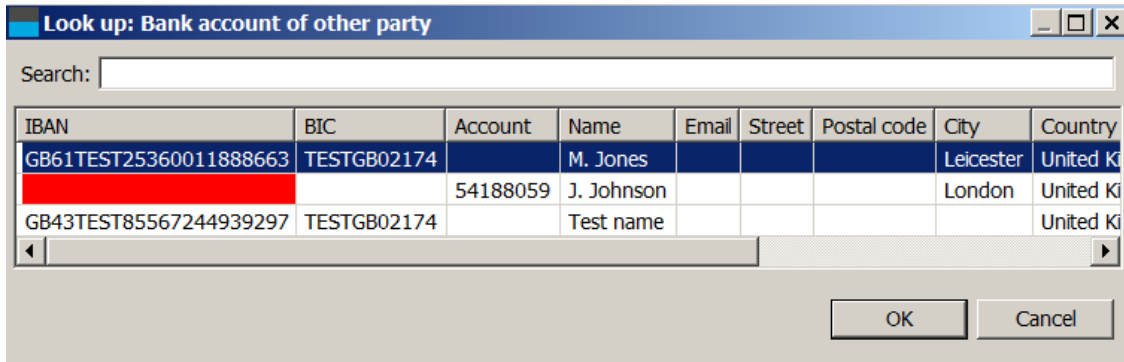 Look up: Bank account of other party
Search:
IBAN BIC Account Name Email Street Postal code City Country
GB61TEST25360011888663 TESTGB02174 M. Jones Leicester United Ki
54188059 J. Johnson London United Ki
GB43TEST85567244939297 TESTGB02174 Test name United Ki
OK Cancel